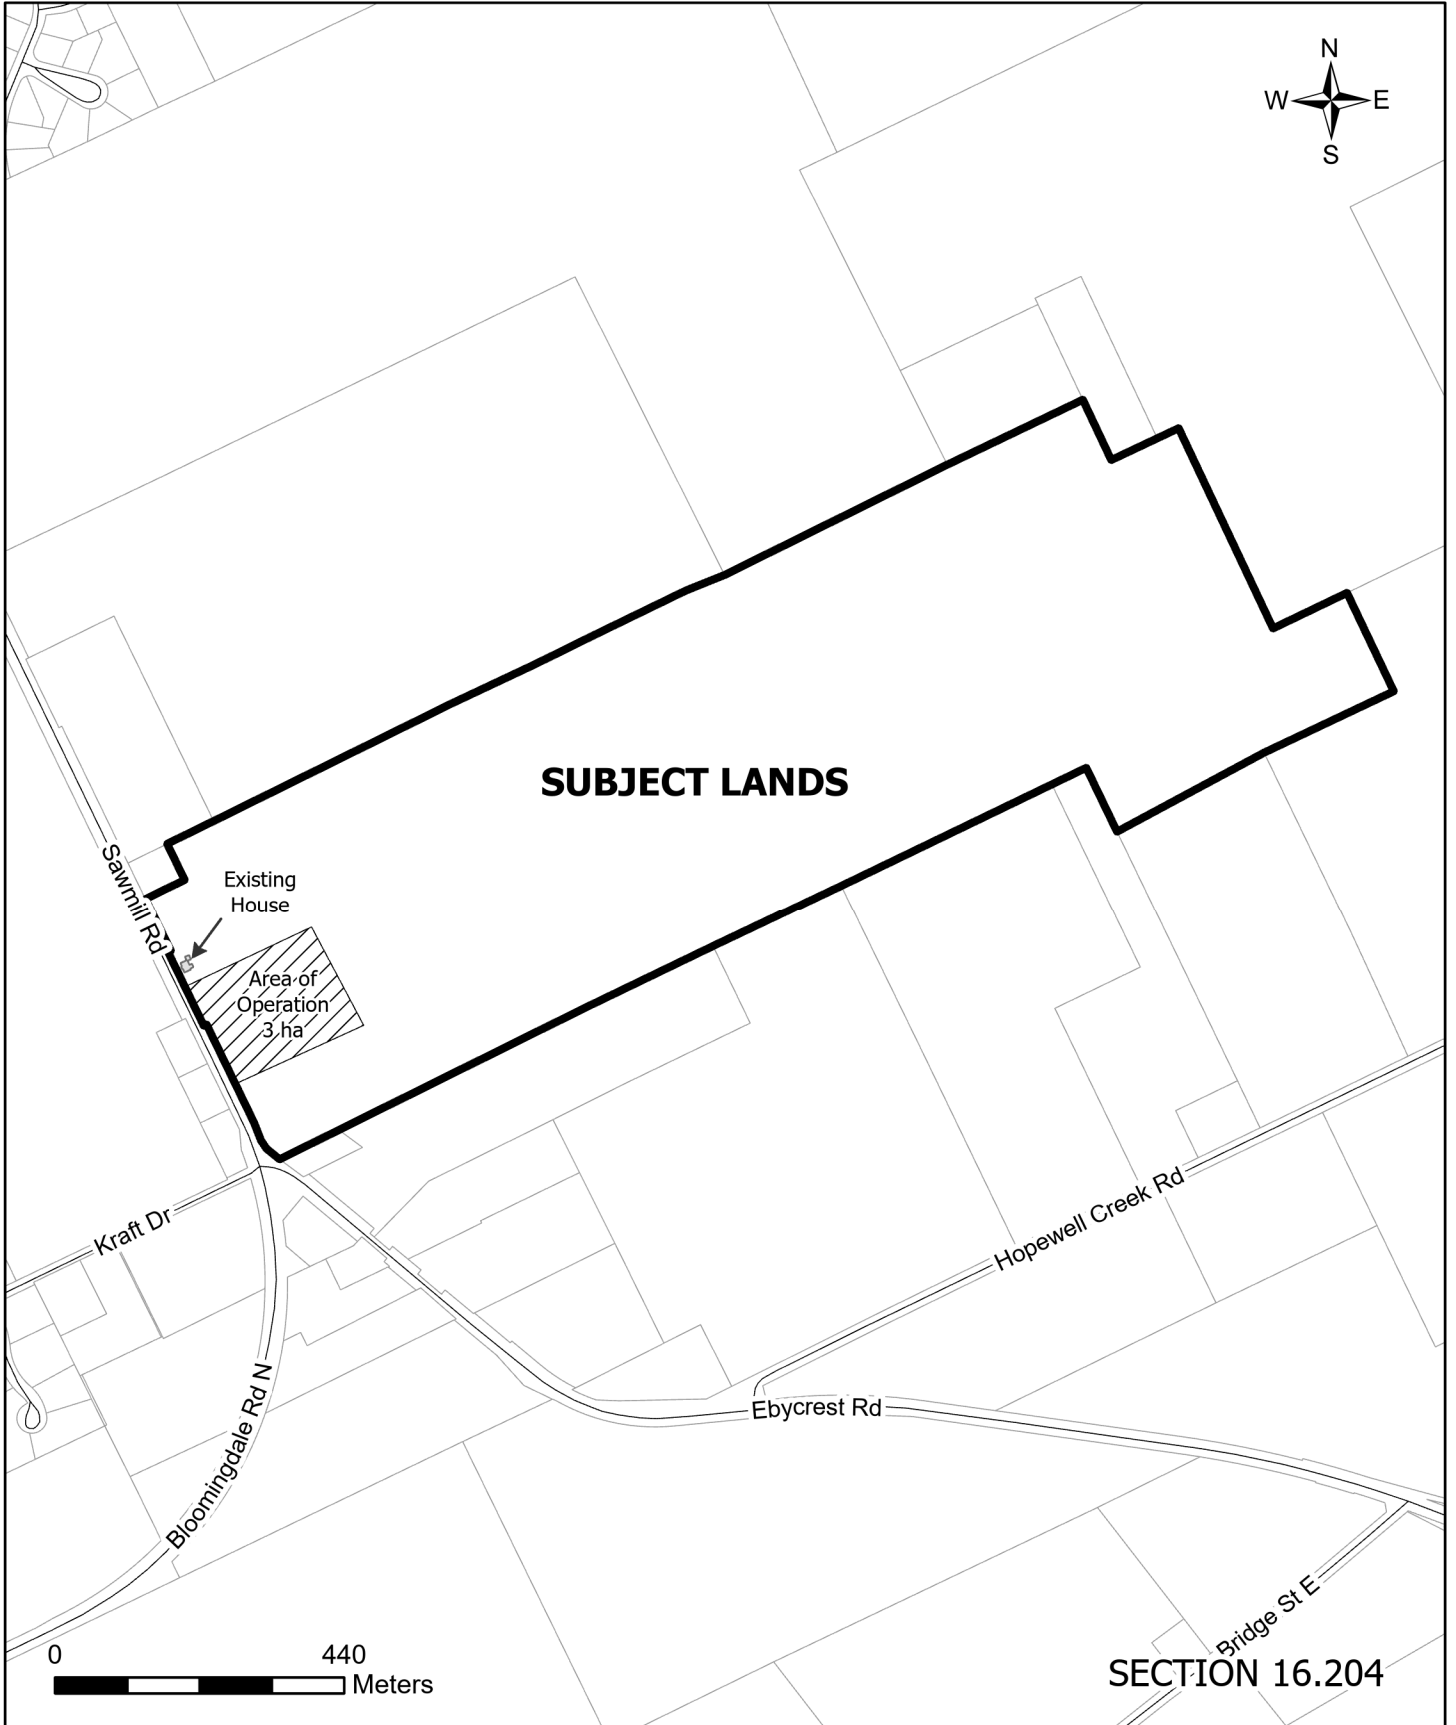 N
W E
S
SUBJECT LANDS
Sawmill Rd
Existing
House
Area of
Operation
3 ha
Kraft Dr
Hopewell Creek Rd
Bloomingdale Rd N
Ebycrest Rd
Bridge St E
0 440
Meters
SECTION 16.204